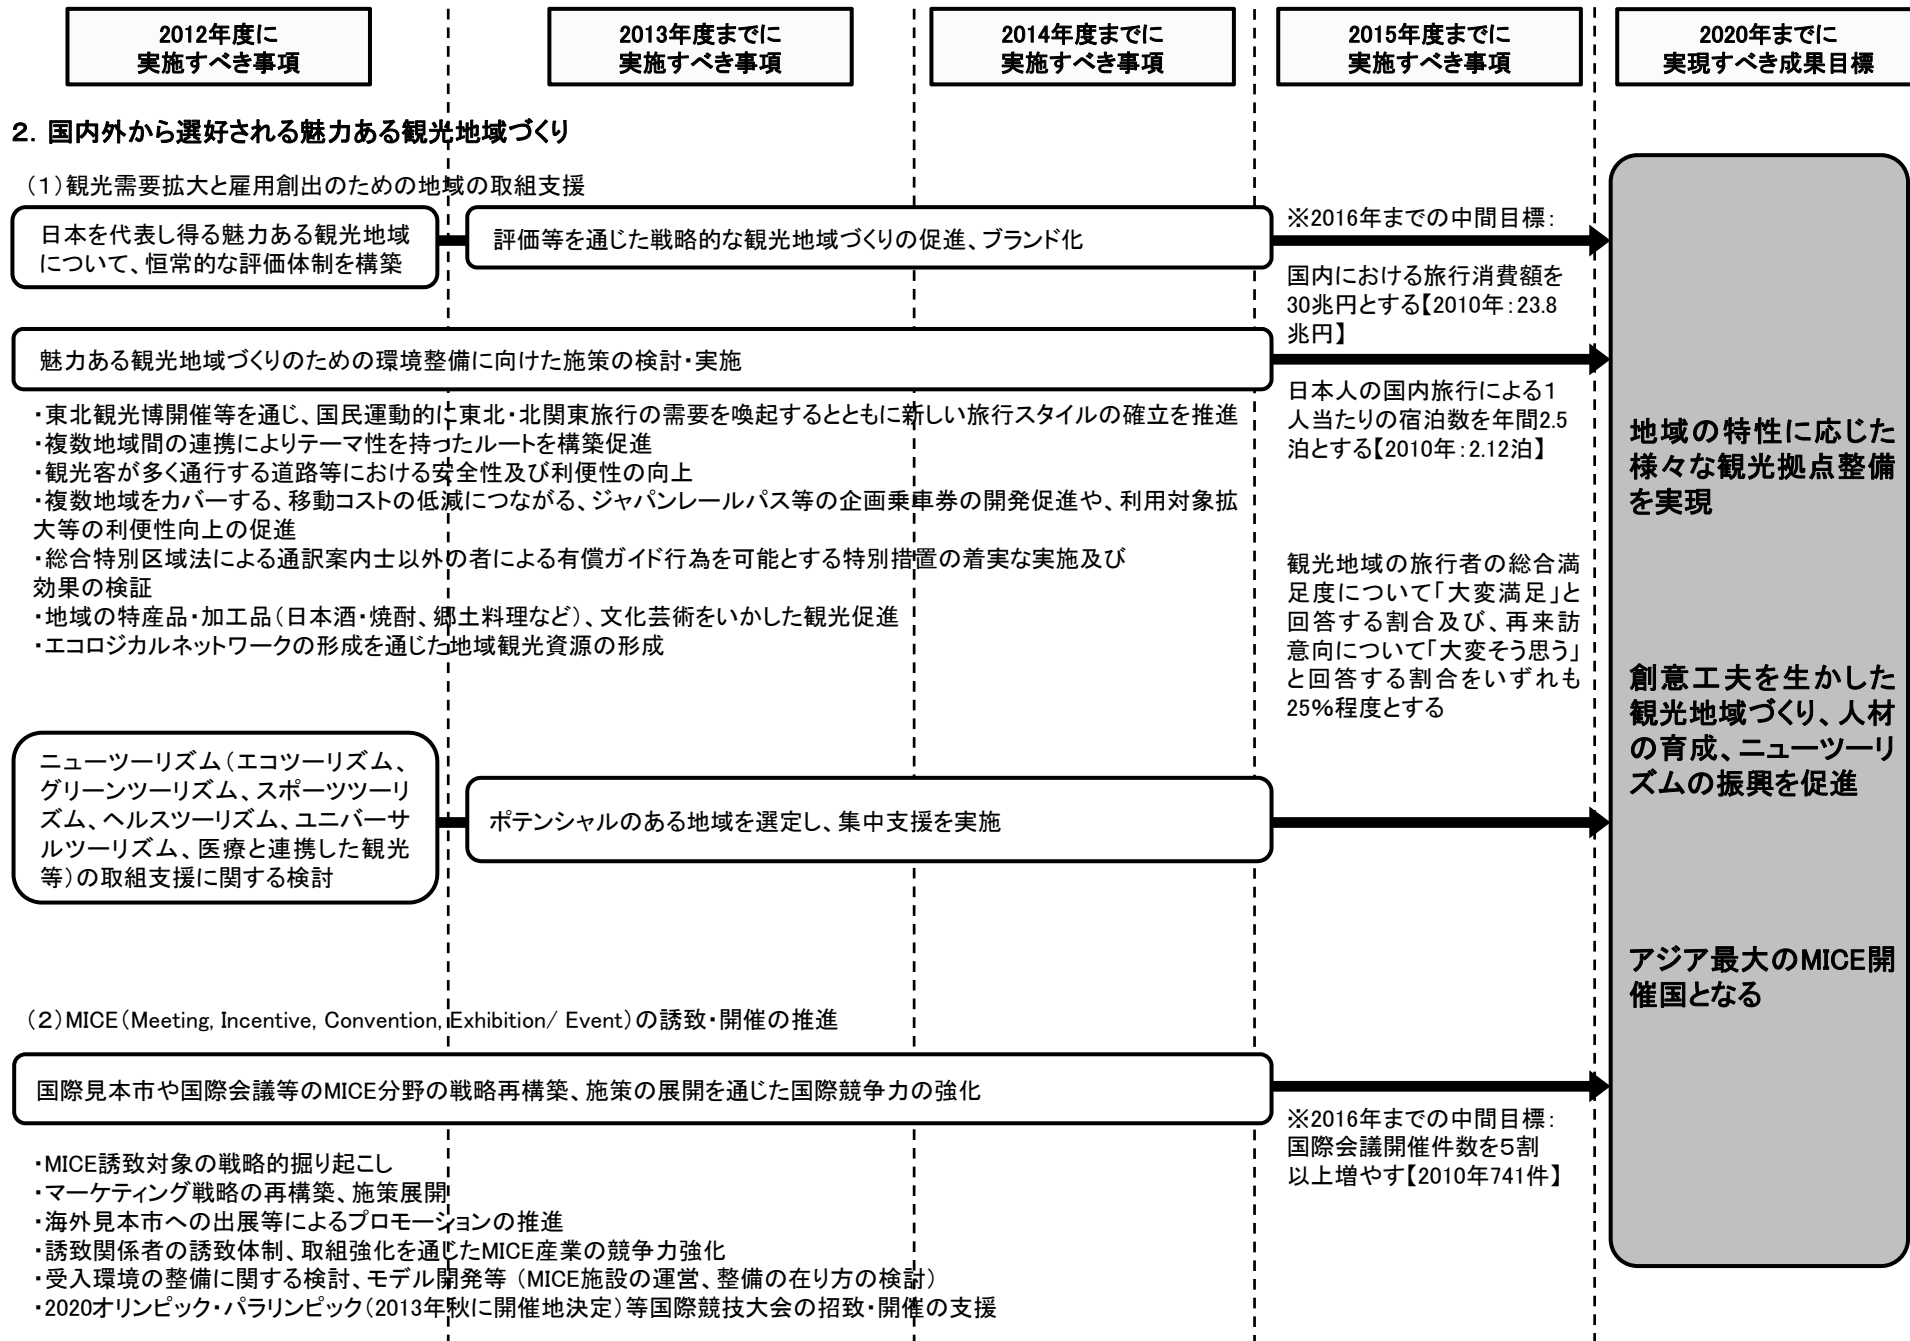 2012年度に
実施すべき事項
2013年度までに
実施すべき事項
2014年度までに
実施すべき事項
2015年度までに
実施すべき事項
2020年までに
実現すべき成果目標
２．国内外から選好される魅力ある観光地域づくり
（１）観光需要拡大と雇用創出のための地域の取組支援
日本を代表し得る魅力ある観光地域
について、恒常的な評価体制を構築
評価等を通じた戦略的な観光地域づくりの促進、ブランド化
※2016年までの中間目標：
国内における旅行消費額を
30兆円とする【2010年：23.8
兆円】
魅力ある観光地域づくりのための環境整備に向けた施策の検討・実施
日本人の国内旅行による１
人当たりの宿泊数を年間2.5
泊とする【2010年：2.12泊】
・東北観光博開催等を通じ、国民運動的に東北・北関東旅行の需要を喚起するとともに新しい旅行スタイルの確立を推進
・複数地域間の連携によりテーマ性を持ったルートを構築促進
・観光客が多く通行する道路等における安全性及び利便性の向上
・複数地域をカバーする、移動コストの低減につながる、ジャパンレールパス等の企画乗車券の開発促進や、利用対象拡
大等の利便性向上の促進
・総合特別区域法による通訳案内士以外の者による有償ガイド行為を可能とする特別措置の着実な実施及び
効果の検証
・地域の特産品・加工品（日本酒・焼酎、郷土料理など）、文化芸術をいかした観光促進
・エコロジカルネットワークの形成を通じた地域観光資源の形成
観光地域の旅行者の総合満
足度について「大変満足」と
回答する割合及び、再来訪
意向について「大変そう思う」
と回答する割合をいずれも
25％程度とする
ニューツーリズム（エコツーリズム、
グリーンツーリズム、スポーツツーリ
ズム、ヘルスツーリズム、ユニバーサ
ルツーリズム、医療と連携した観光
等）の取組支援に関する検討
ポテンシャルのある地域を選定し、集中支援を実施
地域の特性に応じた
様々な観光拠点整備
を実現
創意工夫を生かした
観光地域づくり、人材
の育成、ニューツーリ
ズムの振興を促進
アジア最大のMICE開
催国となる
（２）MICE（Meeting, Incentive, Convention, Exhibition/ Event）の誘致・開催の推進
国際見本市や国際会議等のMICE分野の戦略再構築、施策の展開を通じた国際競争力の強化
※2016年までの中間目標：
国際会議開催件数を５割
以上増やす【2010年741件】
・MICE誘致対象の戦略的掘り起こし
・マーケティング戦略の再構築、施策展開
・海外見本市への出展等によるプロモーションの推進
・誘致関係者の誘致体制、取組強化を通じたMICE産業の競争力強化
・受入環境の整備に関する検討、モデル開発等 （MICE施設の運営、整備の在り方の検討）
・2020オリンピック・パラリンピック（2013年秋に開催地決定）等国際競技大会の招致・開催の支援